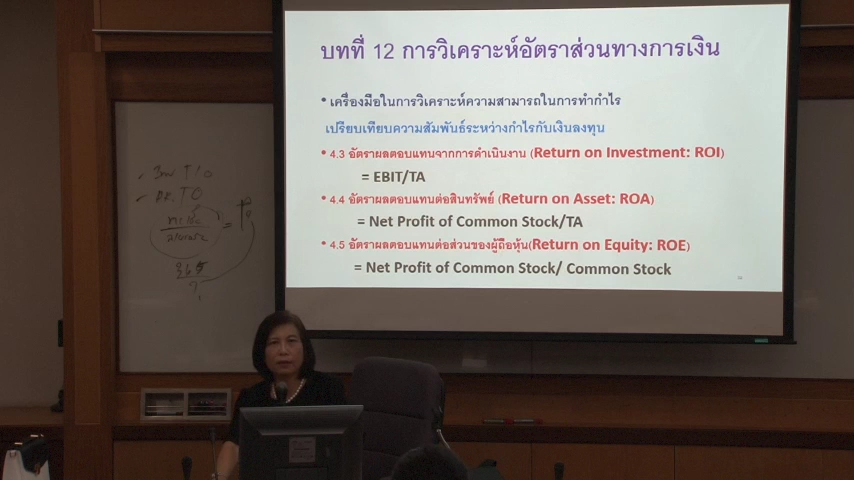 บทที่ 12 การวิเคราะห์อัตราส่วนทางการเงิน
• เครื่องมือในการวิเคราะห์ความสามารถในการทำกำไร
เปรียบเทียบความสัมพันธ์ระหว่างกำไรกับเงินลงทุน
• 4.3 อัตราผลตอบแทนจากการดำเนินงาน (Return on Investment: ROI)
= EBIT/TA
• 4.4 อัตราผลตอบแทนต่อสินทรัพย์ (Return on Asset: ROA)
= Net Profit of Common Stock/TA
• 4.5 อัตราผลตอบแทนต่อส่วนของผู้ถือหุ้น(Return on Equity: ROE)
= Net Profit of Common Stock/ Common Stock
Inv T/O
AR TO
365